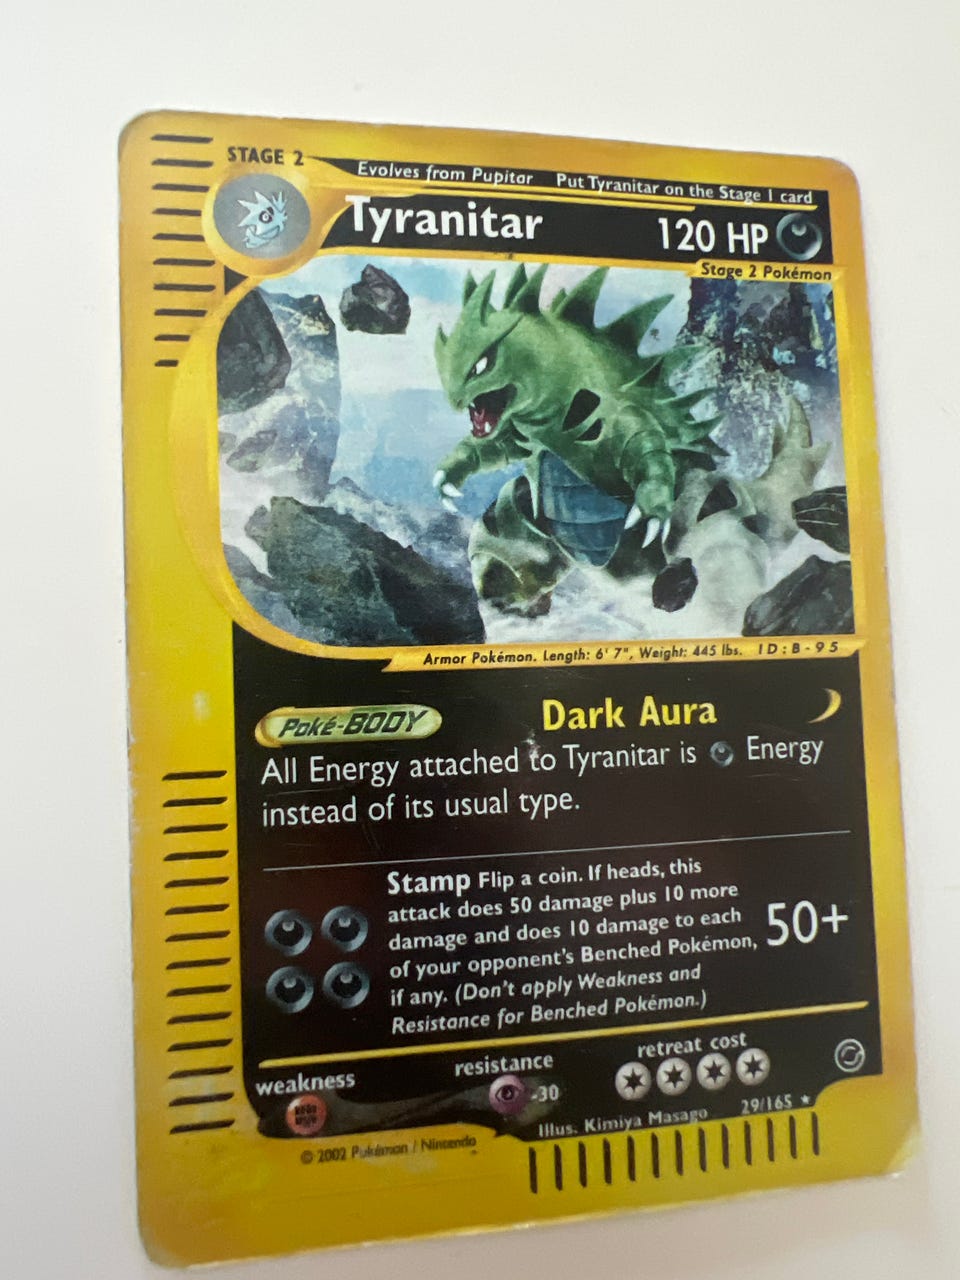 STAGE 2
Evolves from Pupitar Put Tyranitar on the Stage 1 card
Tyranitar 120 HP
Stage 2 Pokémon
Armor Pokémon. Length: 6' 7", Weight: 445 lbs. ID:B-95
Poké-BODY Dark Aura
All Energy attached to Tyranitar is Energy
instead of its usual type.
Stamp Flip a coin. If heads, this
attack does 50 damage plus 10 more
damage and does 10 damage to each
of your opponent's Benched Pokémon,
if any. (Don't apply Weakness and
Resistance for Benched Pokémon.)
50+
weakness resistance retreat cost
-30
Illus. Kimiya Masago 29/165 ★
© 2002 Pokémon / Nintendo